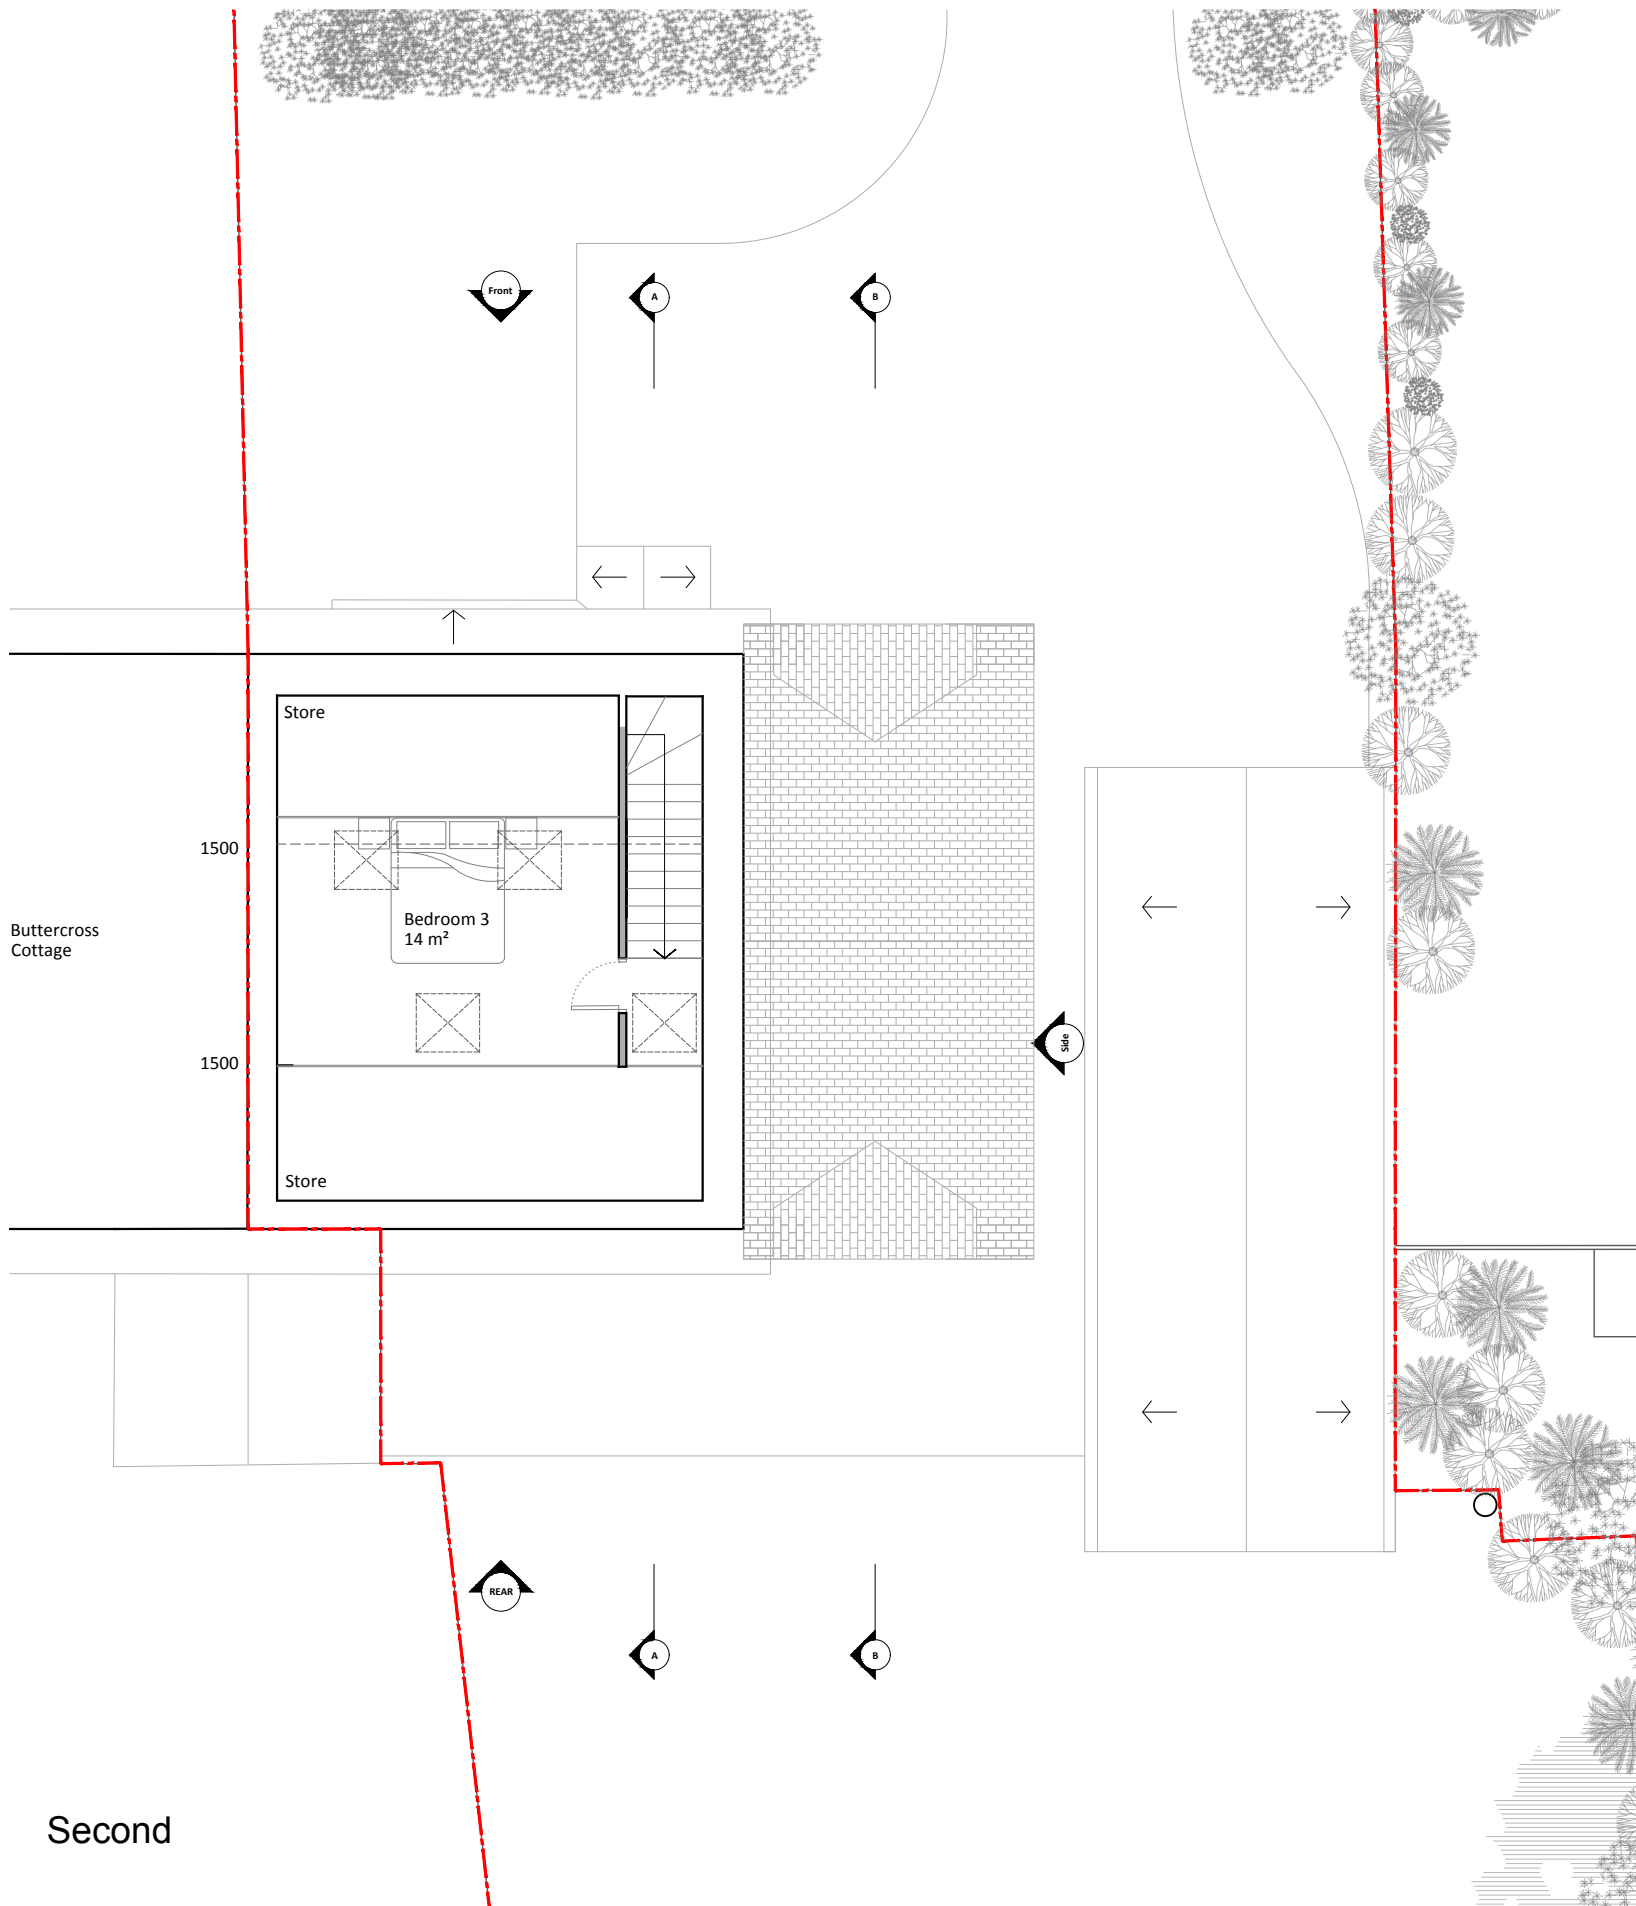 Front
A
B
Store
1500
Bedroom 3
14 m²
Buttercross
Cottage
Side
1500
Store
REAR
A
B
Second